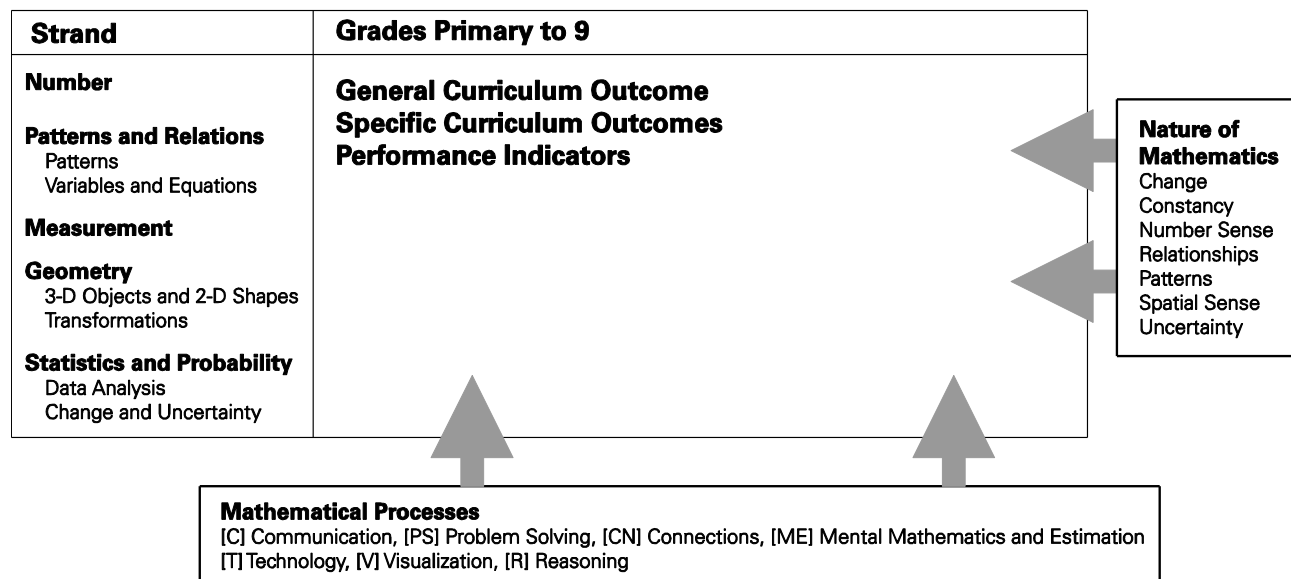 Strand
Grades Primary to 9
Number
Patterns and Relations
Patterns
Variables and Equations
Measurement
Geometry
3-D Objects and 2-D Shapes
Transformations
Statistics and Probability
Data Analysis
Change and Uncertainty
General Curriculum Outcome
Specific Curriculum Outcomes
Performance Indicators
Nature of
Mathematics
Change
Constancy
Number Sense
Relationships
Patterns
Spatial Sense
Uncertainty
Mathematical Processes
[C] Communication, [PS] Problem Solving, [CN] Connections, [ME] Mental Mathematics and Estimation
[T] Technology, [V] Visualization, [R] Reasoning